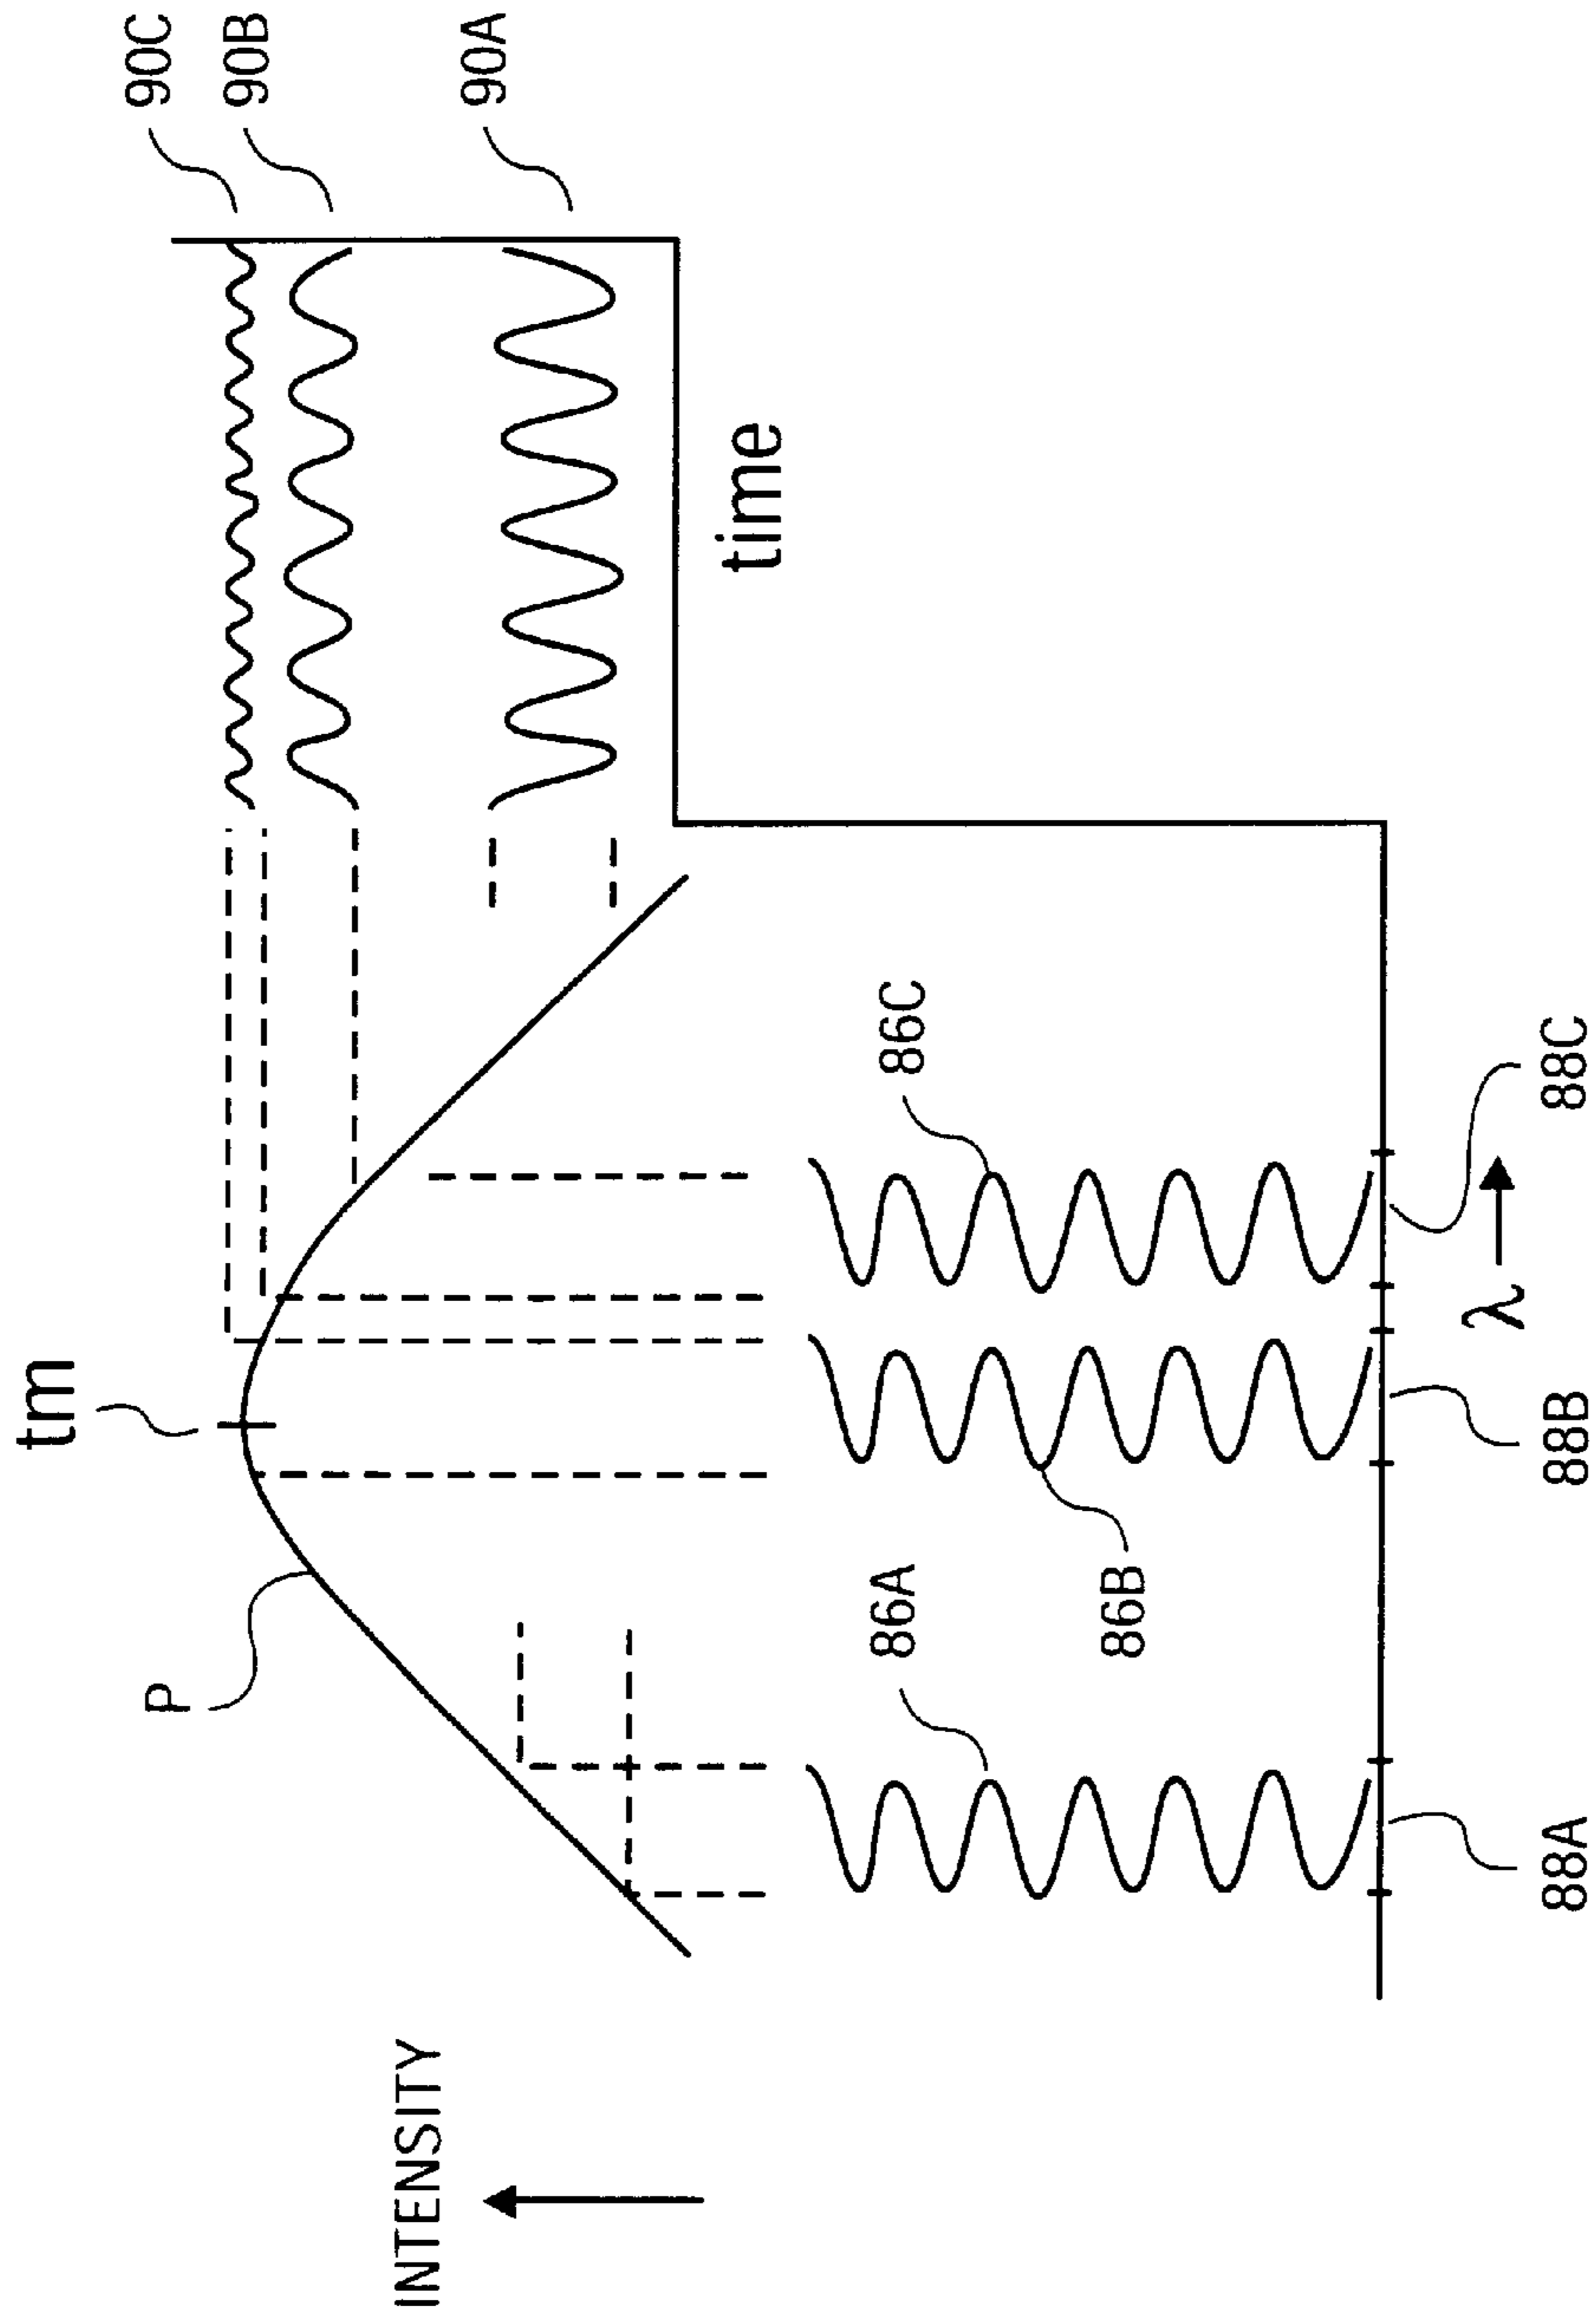 INTENSITY
tm
P
90C
90B
90A
time
86A
86B
86C
88A
88B
88C
λ